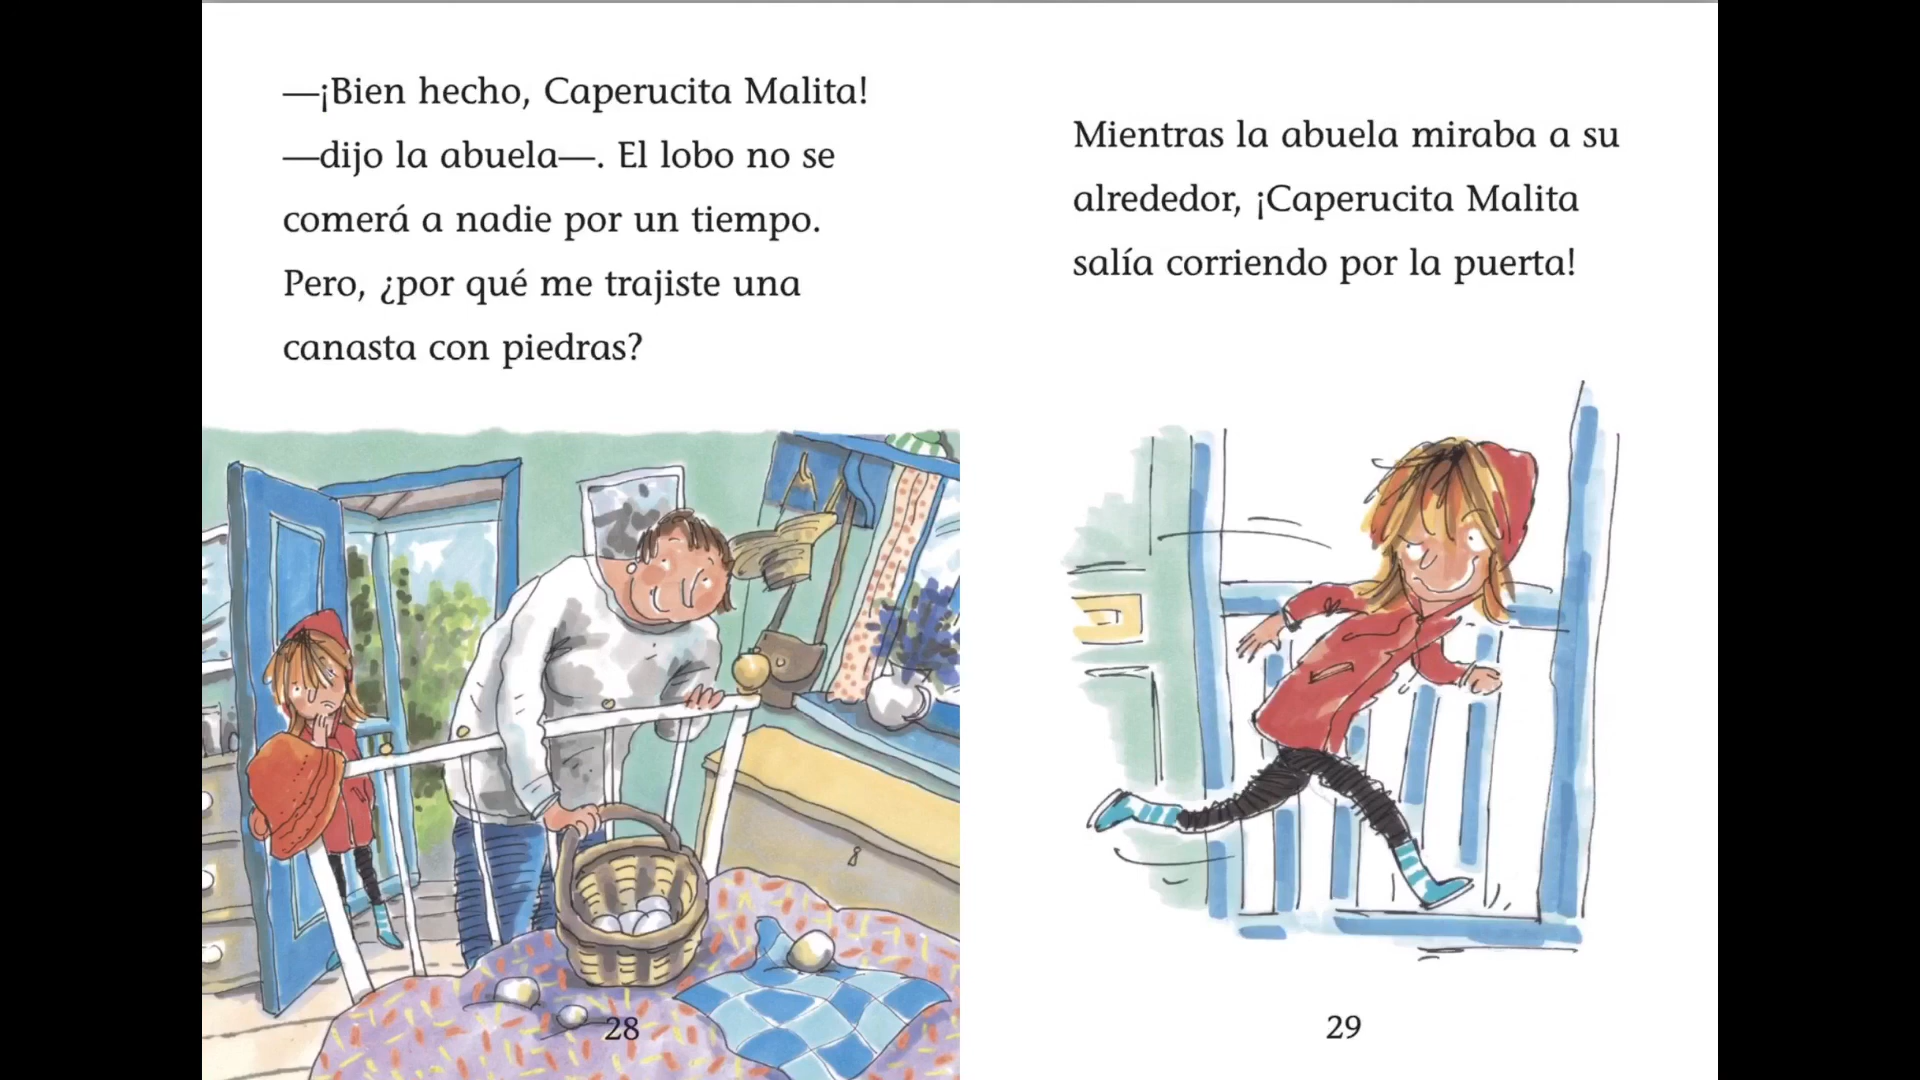 —¡Bien hecho, Caperucita Malita!
—dijo la abuela—. El lobo no se
comerá a nadie por un tiempo.
Pero, ¿por qué me trajiste una
canasta con piedras?
28
Mientras la abuela miraba a su
alrededor, ¡Caperucita Malita
salía corriendo por la puerta!
29